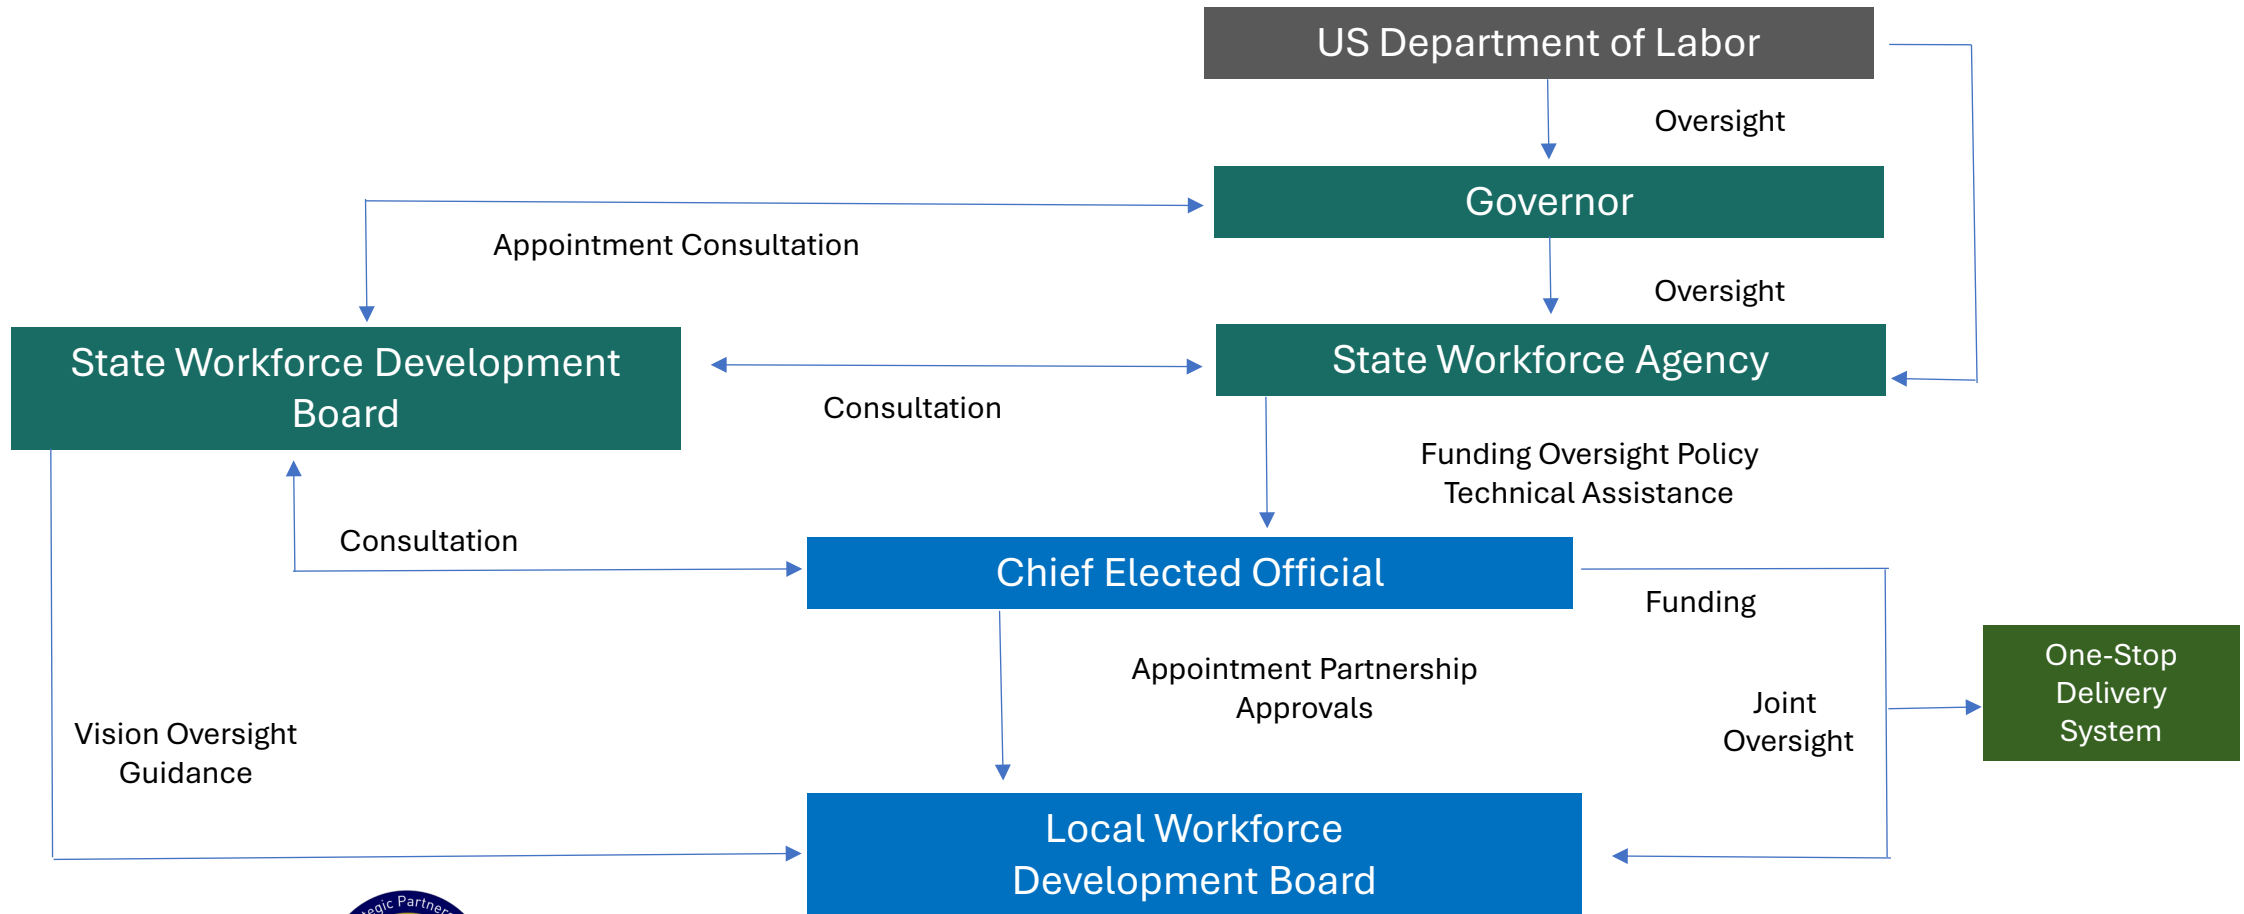 US Department of Labor
Oversight
Governor
Appointment Consultation
Oversight
State Workforce Development
Board
State Workforce Agency
Consultation
Funding Oversight Policy
Technical Assistance
Consultation
Chief Elected Official
Funding
Appointment Partnership
Approvals
One-Stop
Delivery
System
Joint
Oversight
Vision Oversight
Guidance
Local Workforce
Development Board